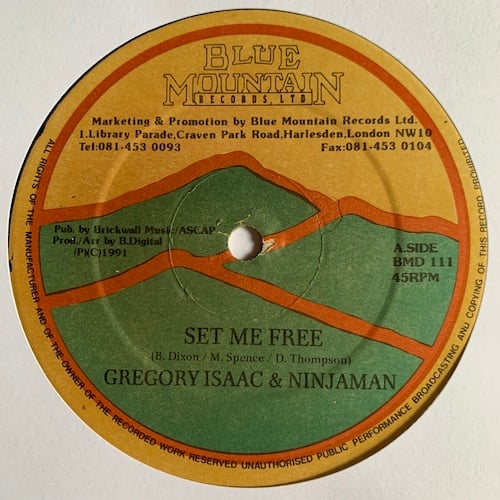 BLUE
MOUNTAIN
RECORDS, LTD
Marketing & Promotion by Blue Mountain Records Ltd.
1.Library Parade,Craven Park Road,Harlesden,London NW10
Tel:081-453 0093 Fax:081-453 0104
Pub. by Brickwall Music/ASCAP
Prod./Arr by B.Digital
(P)(C)1991
A.SIDE
BMD 111
45RPM
SET ME FREE
(B. Dixon / M. Spence / D. Thompson)
GREGORY ISAAC & NINJAMAN
ALL RIGHTS OF THE MANUFACTURER AND OF THE OWNER OF THE RECORDED WORK RESERVED UNAUTHORISED PUBLIC PERFORMANCE BROADCASTING AND COPYING OF THIS RECORD PROHIBITED